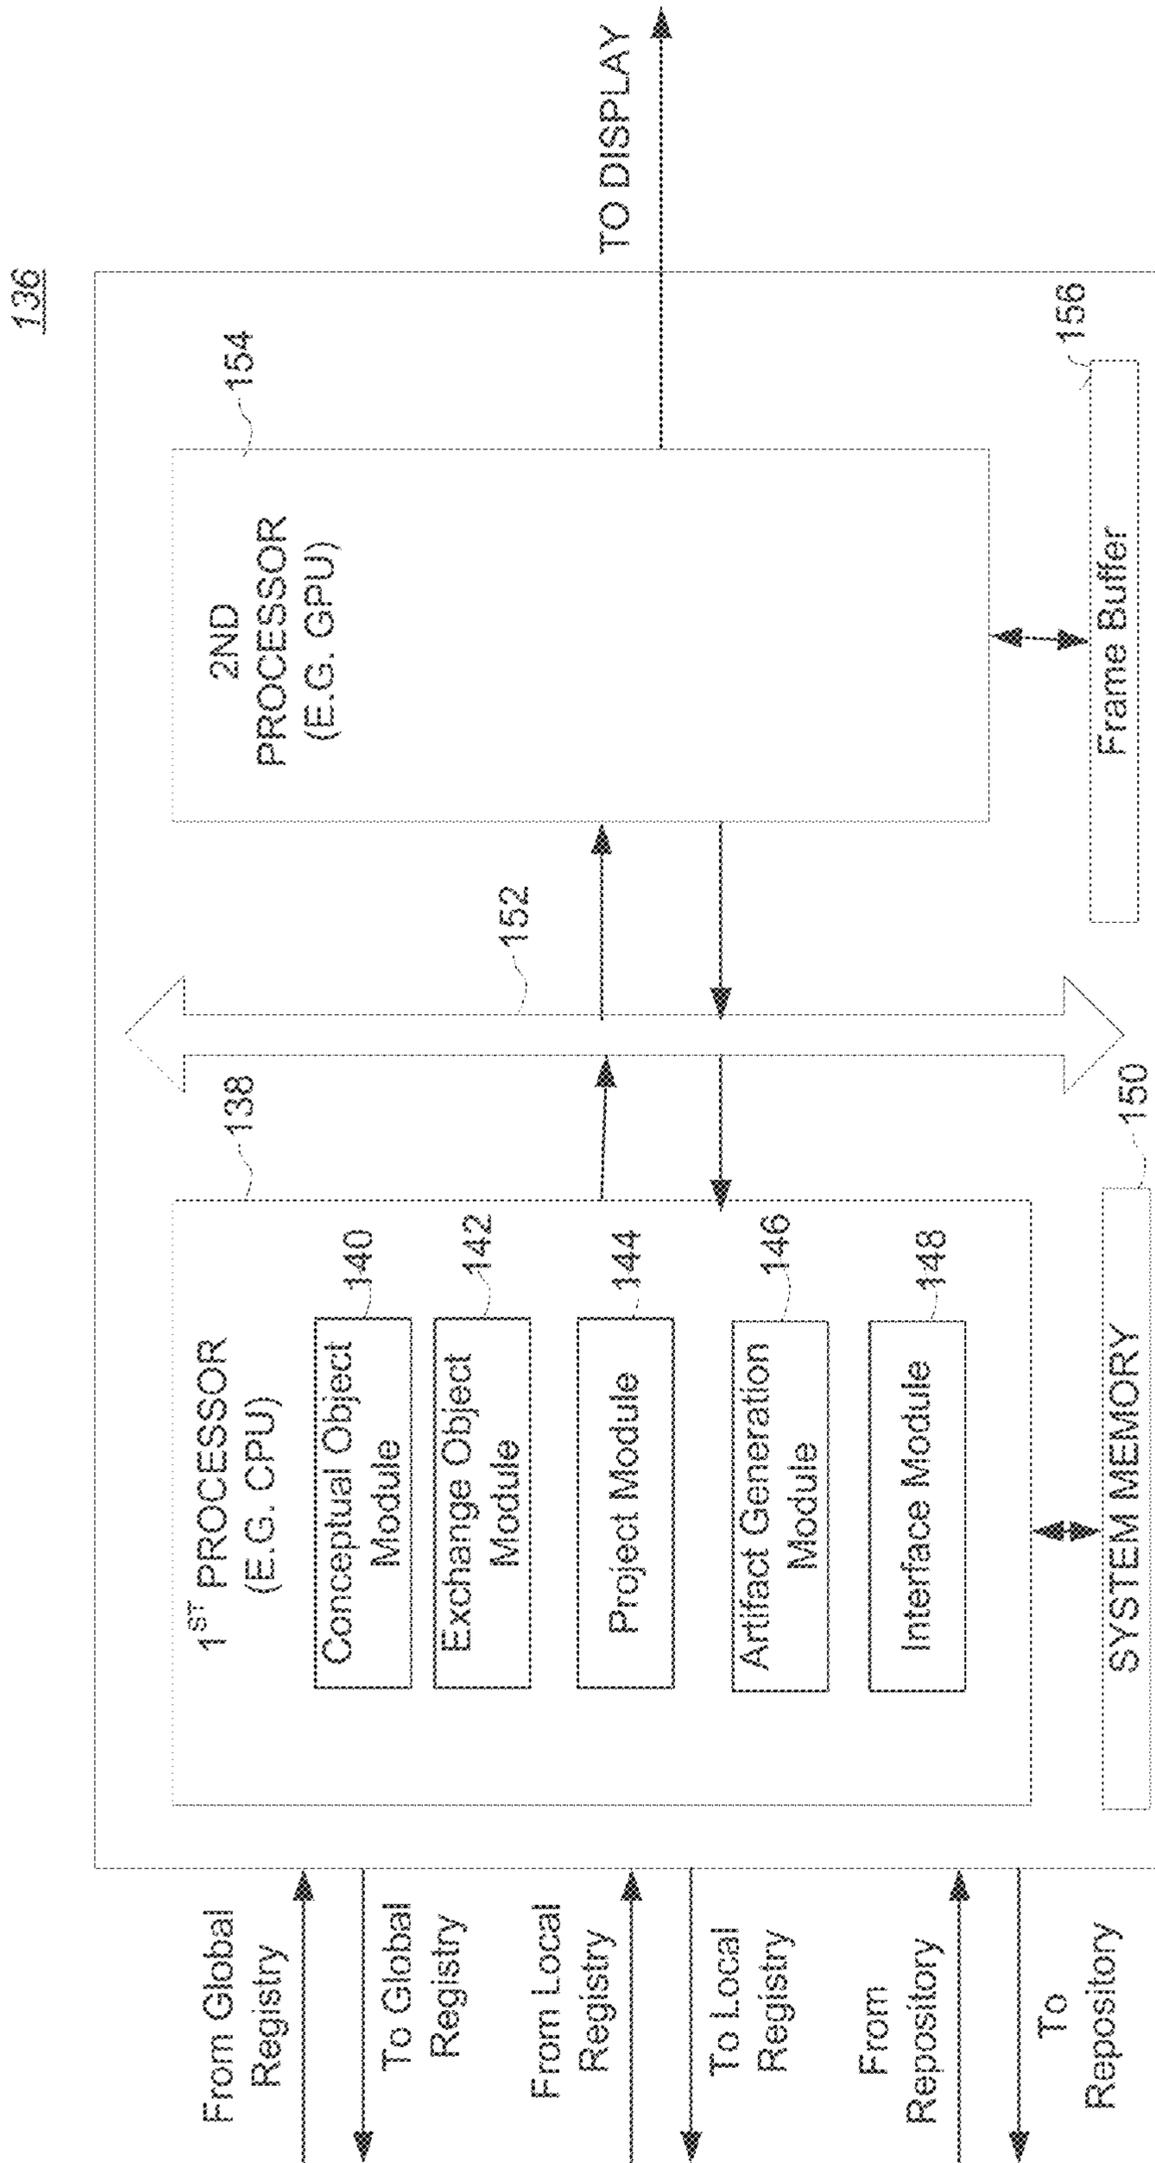 136
From Global
Registry
To Global
Registry
From Local
Registry
To Local
Registry
From
Repository
To
Repository
1ST PROCESSOR
(E.G. CPU)
138
Conceptual Object
Module
140
Exchange Object
Module
142
Project Module
144
Artifact Generation
Module
146
Interface Module
148
SYSTEM MEMORY
150
152
2ND
PROCESSOR
(E.G. GPU)
154
Frame Buffer
156
TO DISPLAY